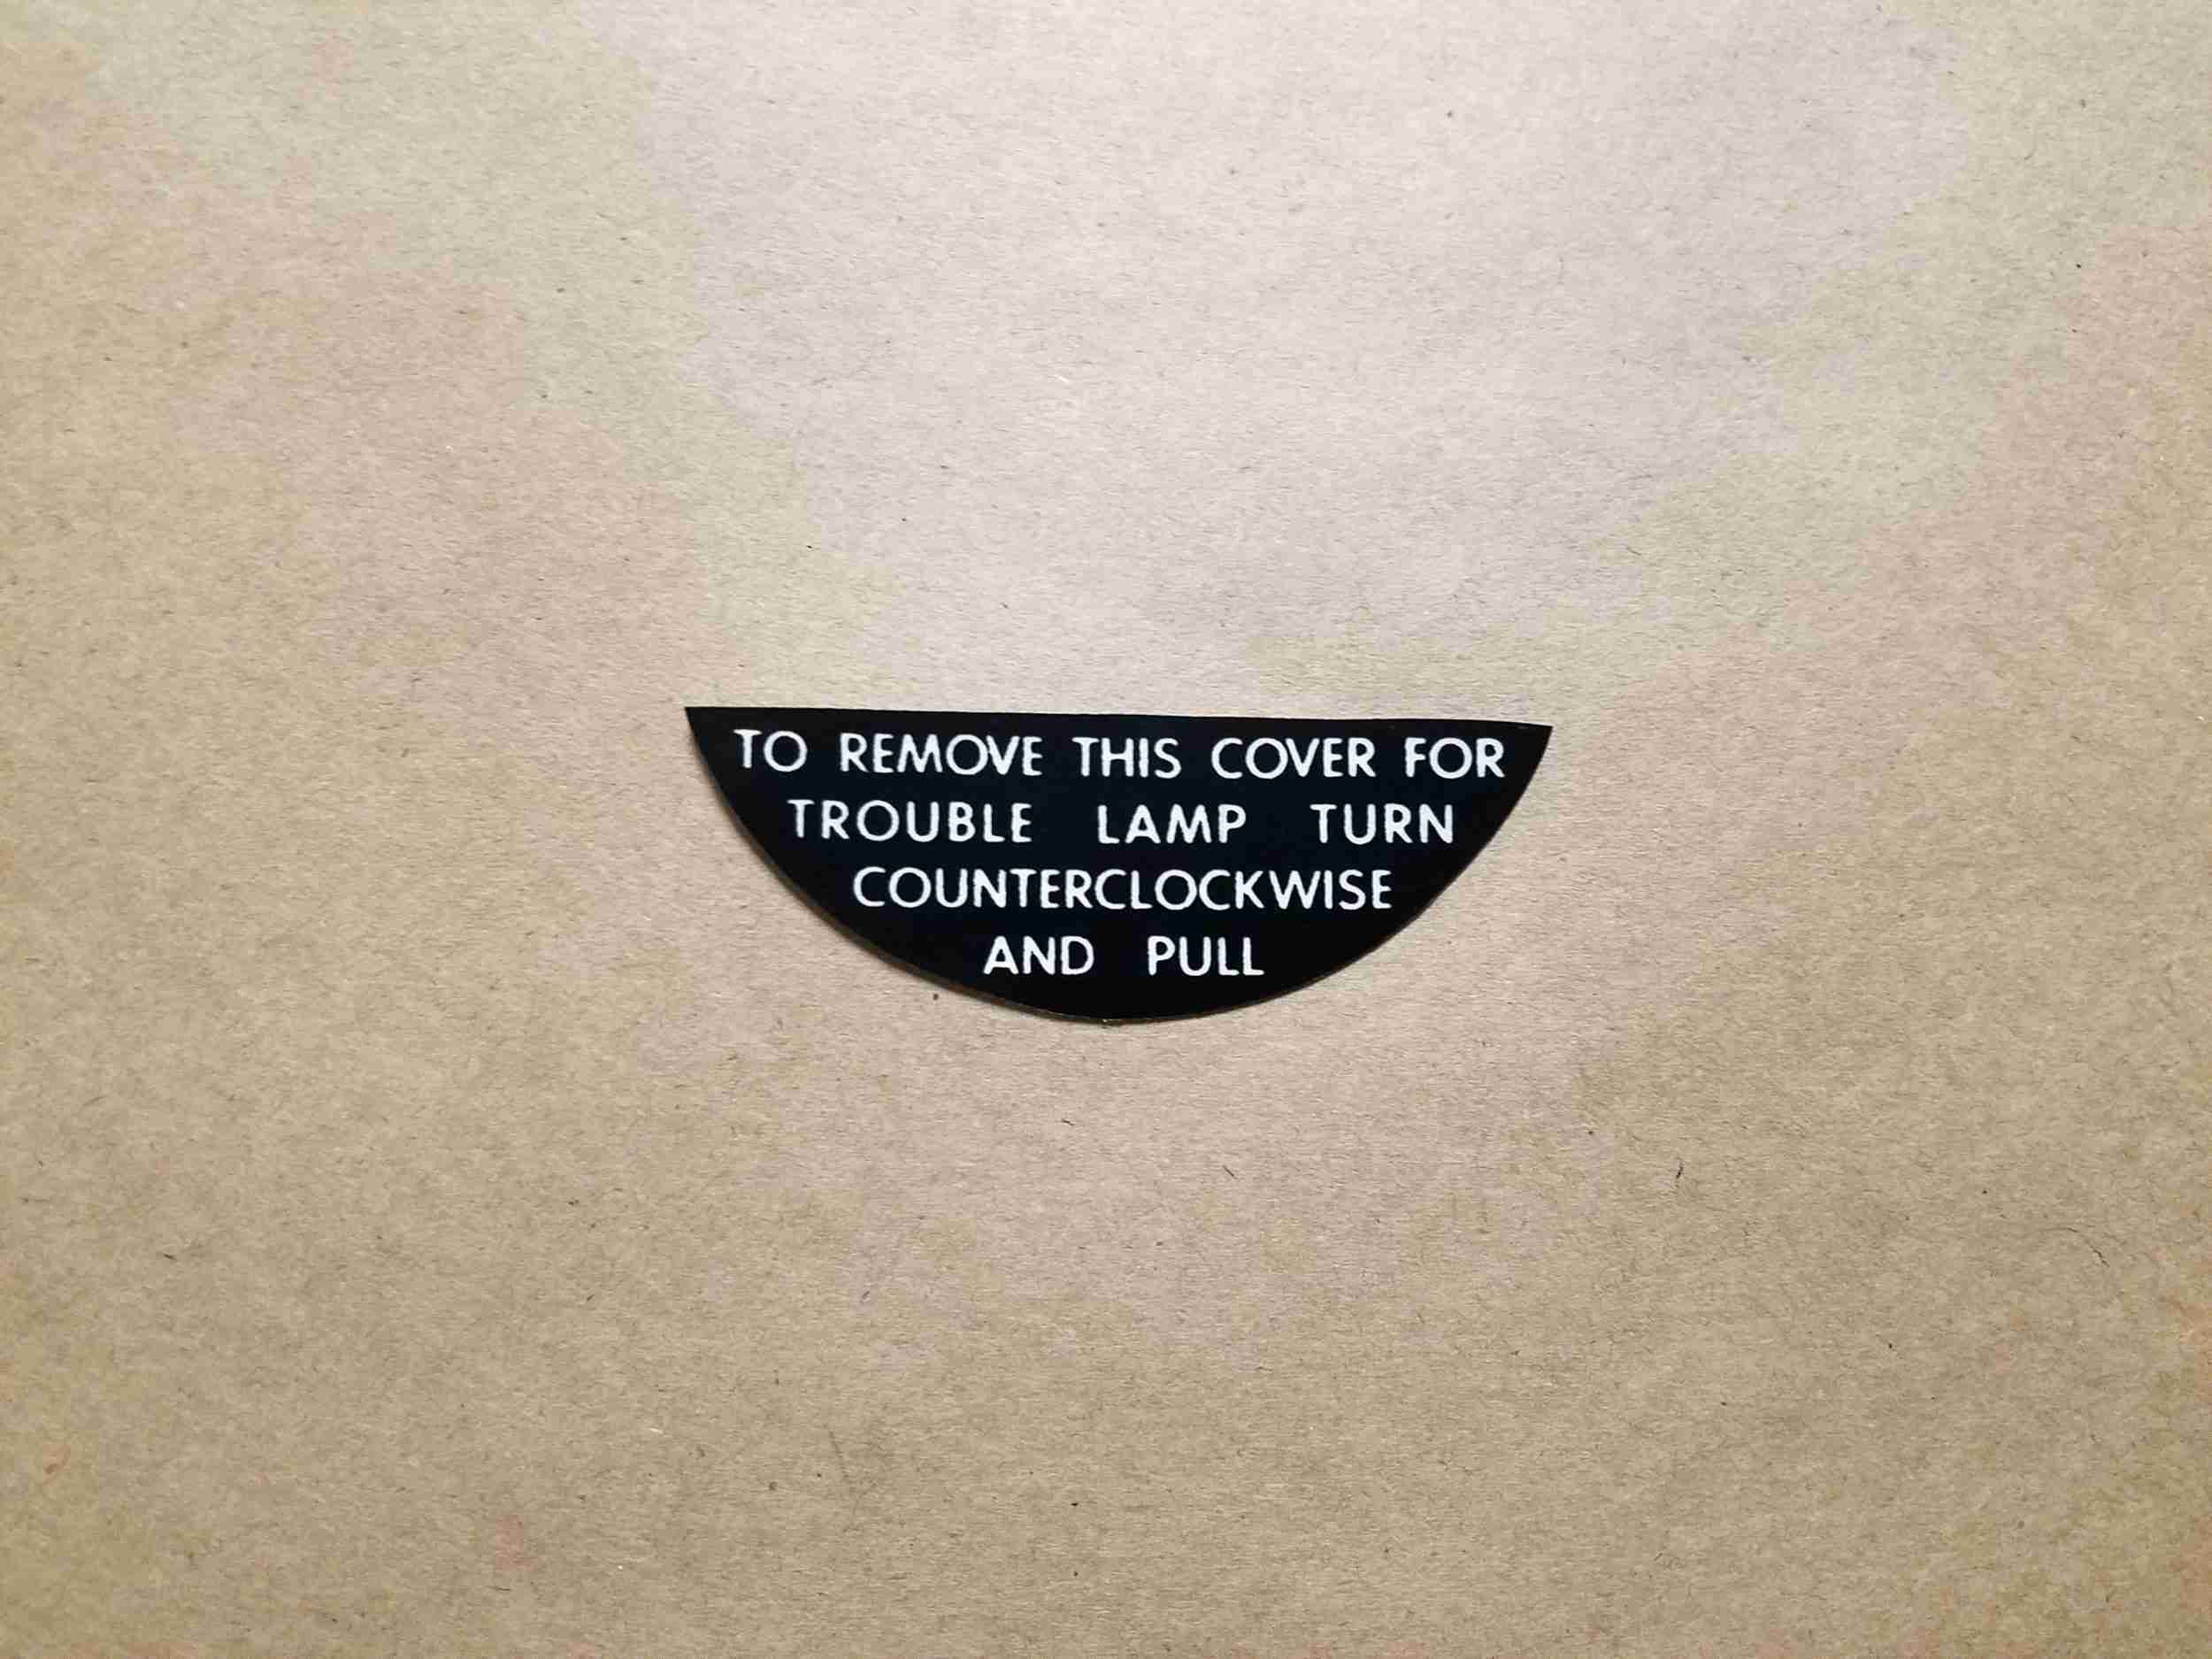 TO REMOVE THIS COVER FOR
TROUBLE LAMP TURN
COUNTERCLOCKWISE
AND PULL